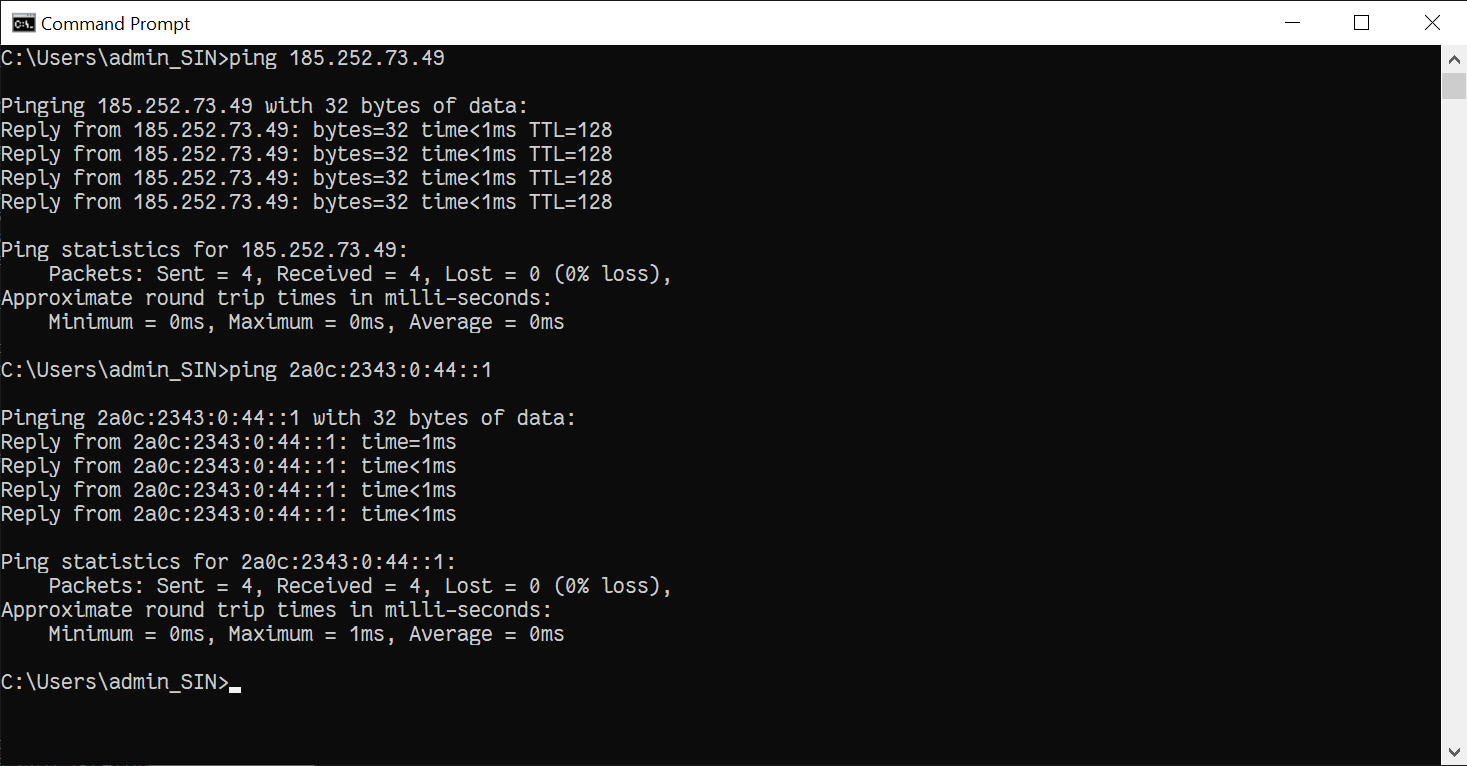 Command Prompt
C:\Users\admin_SIN>ping 185.252.73.49
Pinging 185.252.73.49 with 32 bytes of data:
Reply from 185.252.73.49: bytes=32 time<1ms TTL=128
Reply from 185.252.73.49: bytes=32 time<1ms TTL=128
Reply from 185.252.73.49: bytes=32 time<1ms TTL=128
Reply from 185.252.73.49: bytes=32 time<1ms TTL=128
Ping statistics for 185.252.73.49:
    Packets: Sent = 4, Received = 4, Lost = 0 (0% loss),
Approximate round trip times in milli-seconds:
    Minimum = 0ms, Maximum = 0ms, Average = 0ms
C:\Users\admin_SIN>ping 2a0c:2343:0:44::1
Pinging 2a0c:2343:0:44::1 with 32 bytes of data:
Reply from 2a0c:2343:0:44::1: time=1ms
Reply from 2a0c:2343:0:44::1: time<1ms
Reply from 2a0c:2343:0:44::1: time<1ms
Reply from 2a0c:2343:0:44::1: time<1ms
Ping statistics for 2a0c:2343:0:44::1:
    Packets: Sent = 4, Received = 4, Lost = 0 (0% loss),
Approximate round trip times in milli-seconds:
    Minimum = 0ms, Maximum = 1ms, Average = 0ms
C:\Users\admin_SIN>